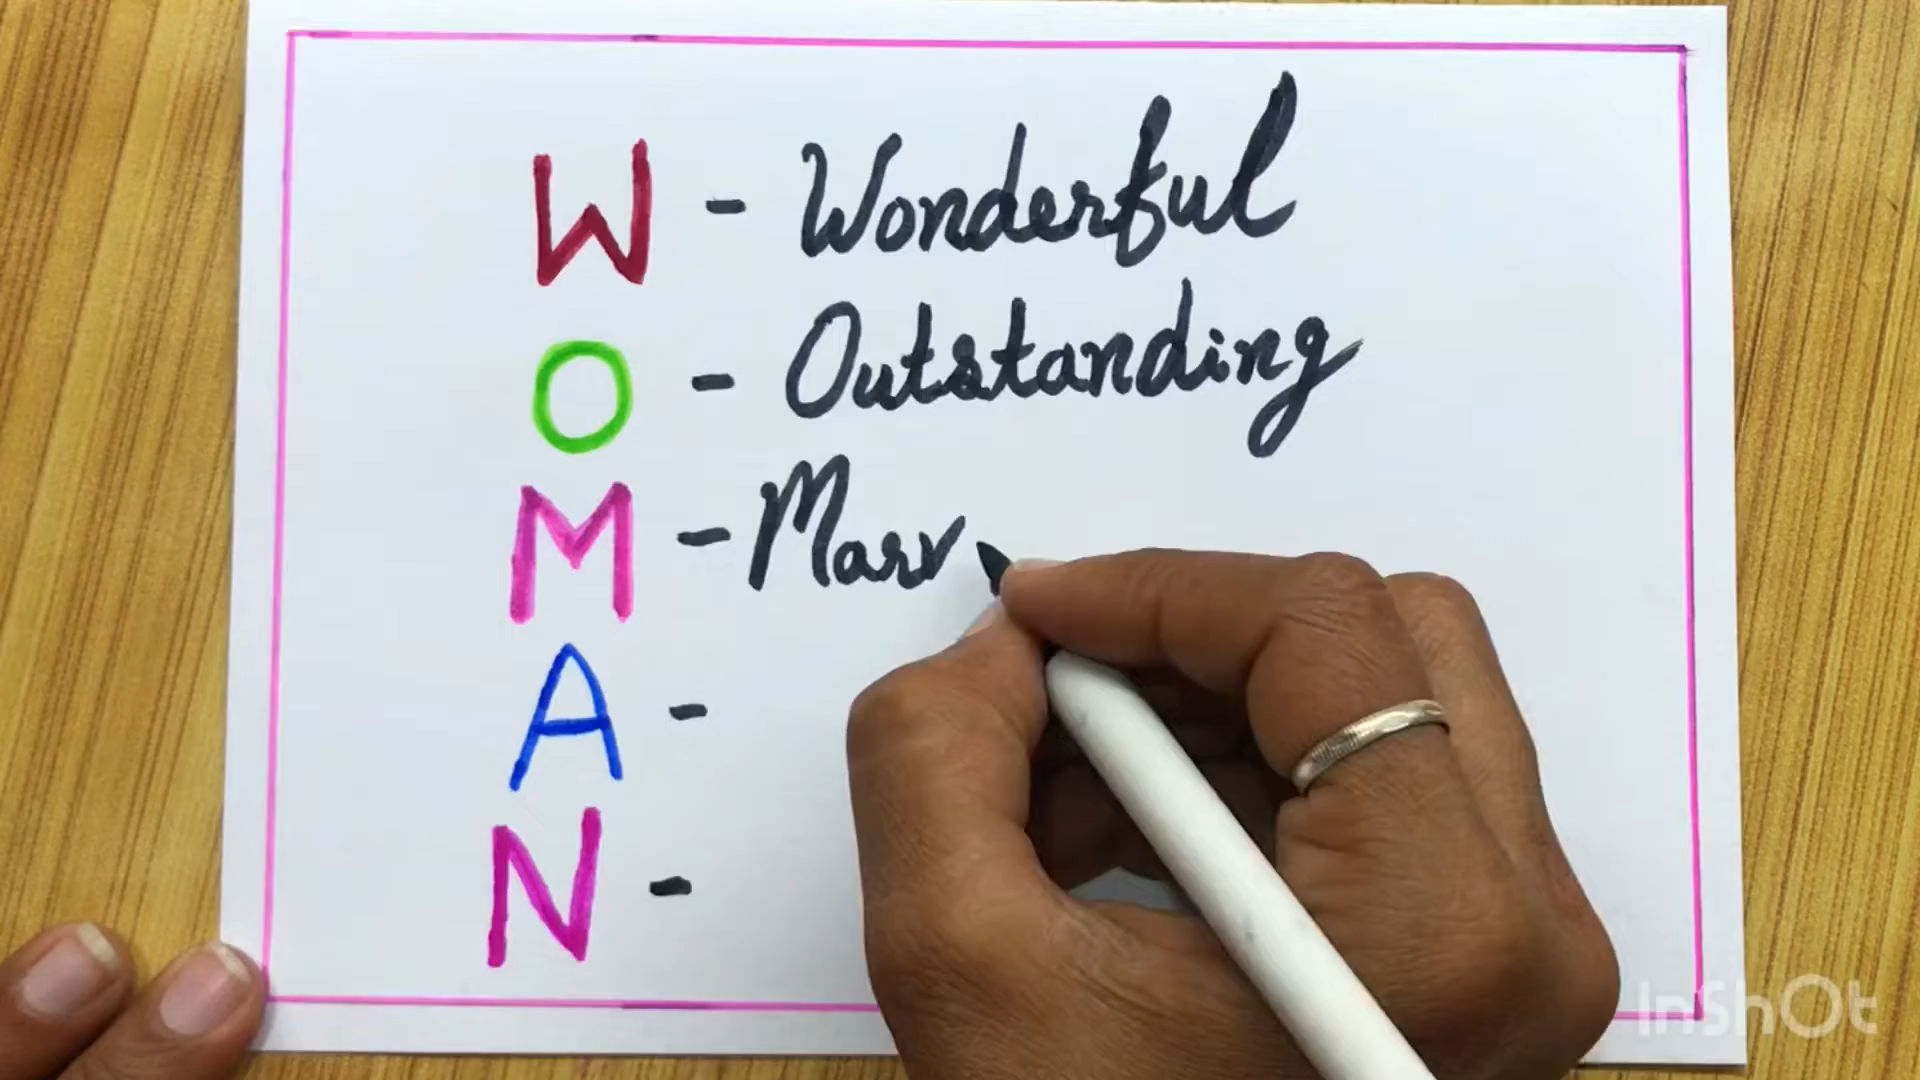 W - Wonderful
O - Outstanding
M - Marv
A -
N -
InShOt